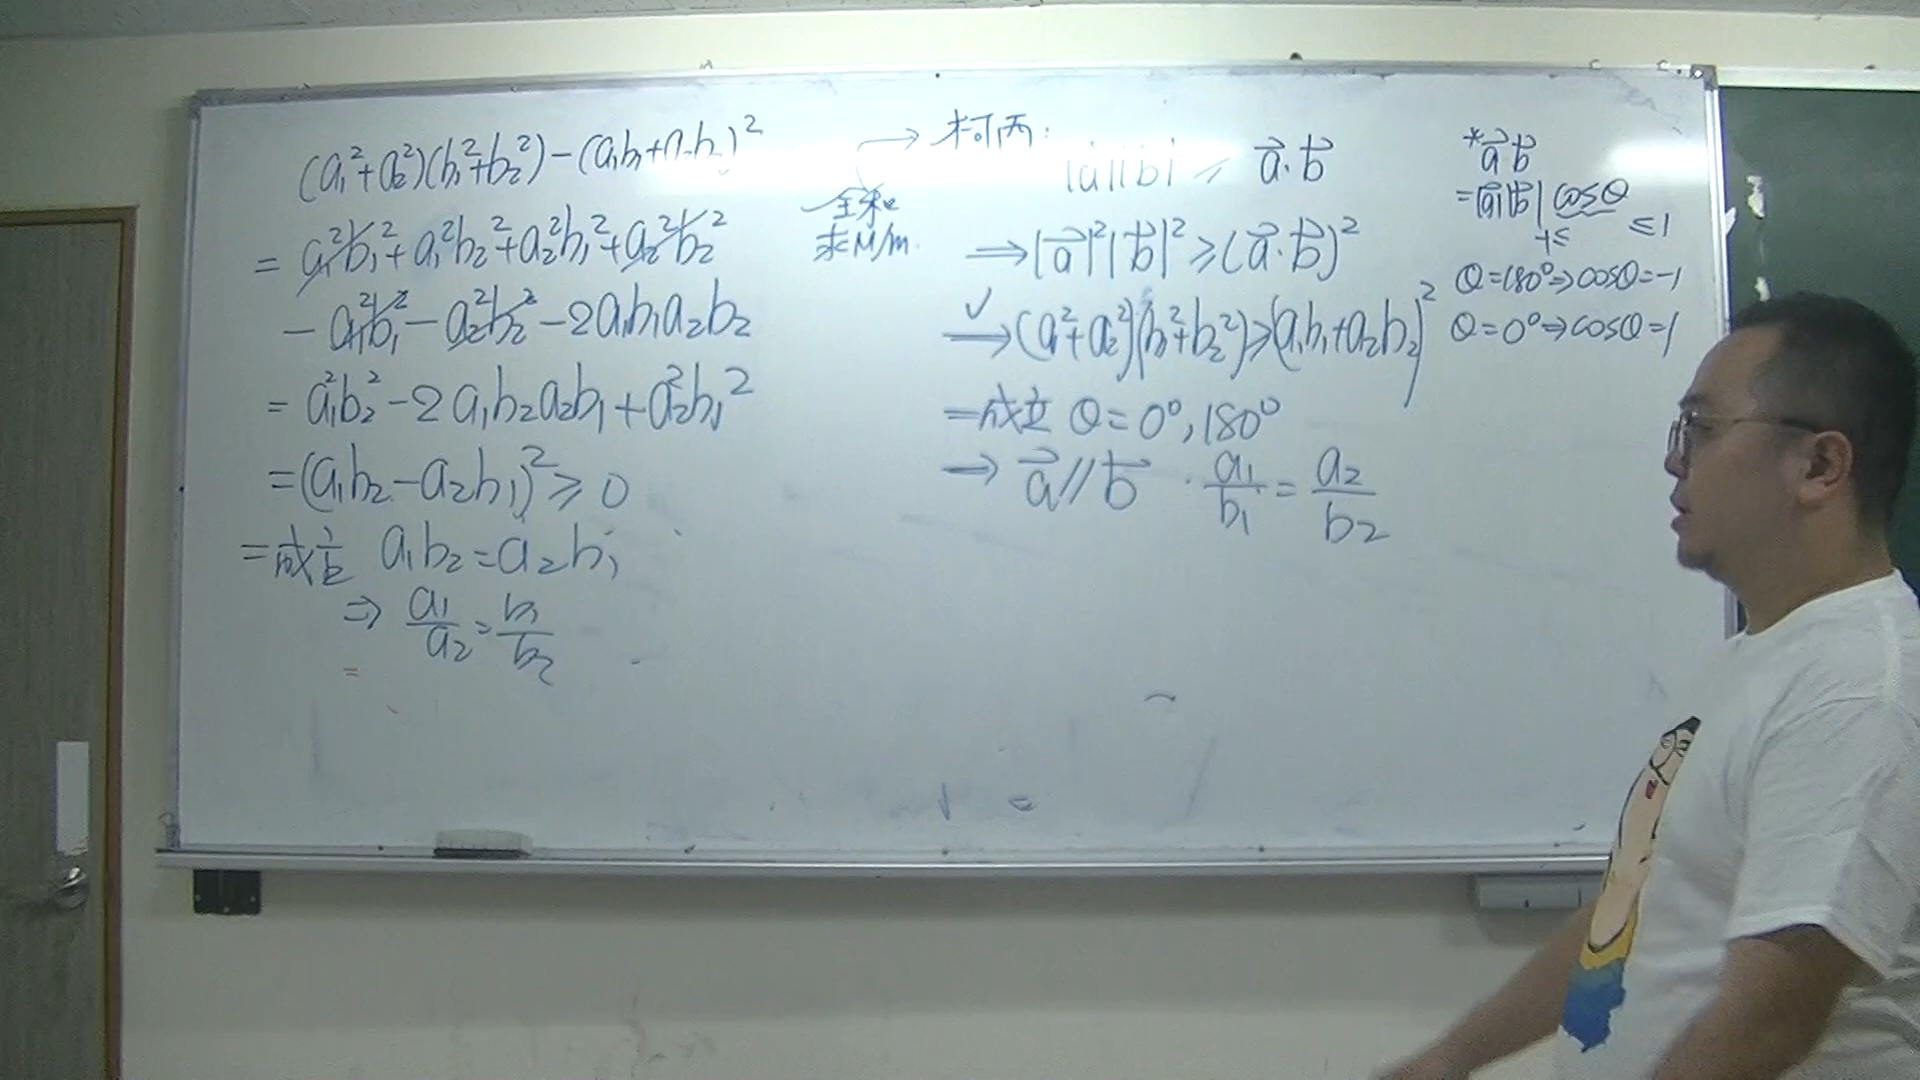 (a₁²+a₂²)(b₁²+b₂²)-(a₁b₁+a₂b₂)²
= a₁²b₁²+a₁²b₂²+a₂²b₁²+a₂²b₂²
-a₁²b₁²-a₂²b₂²-2a₁b₁a₂b₂
= a₁²b₂²-2a₁b₂a₂b₁+a₂²b₁²
=(a₁b₂-a₂b₁)²≥0
=成立 a₁b₂=a₂b₁
⇒ a₁/a₂=b₁/b₂
求M/m.
→ 柯西:
|a||b| ≥ a⃗·b⃗
⇒|a⃗|²|b⃗|²≥(a⃗·b⃗)²
✓
→(a₁²+a₂²)(b₁²+b₂²)≥(a₁b₁+a₂b₂)²
=成立 θ=0°,180°
→ a⃗//b⃗ · a₁/b₁=a₂/b₂
*a⃗ b⃗
=|a⃗||b⃗|cosθ
≤1
θ=180°⇒cosθ=-1
θ=0°⇒cosθ=1